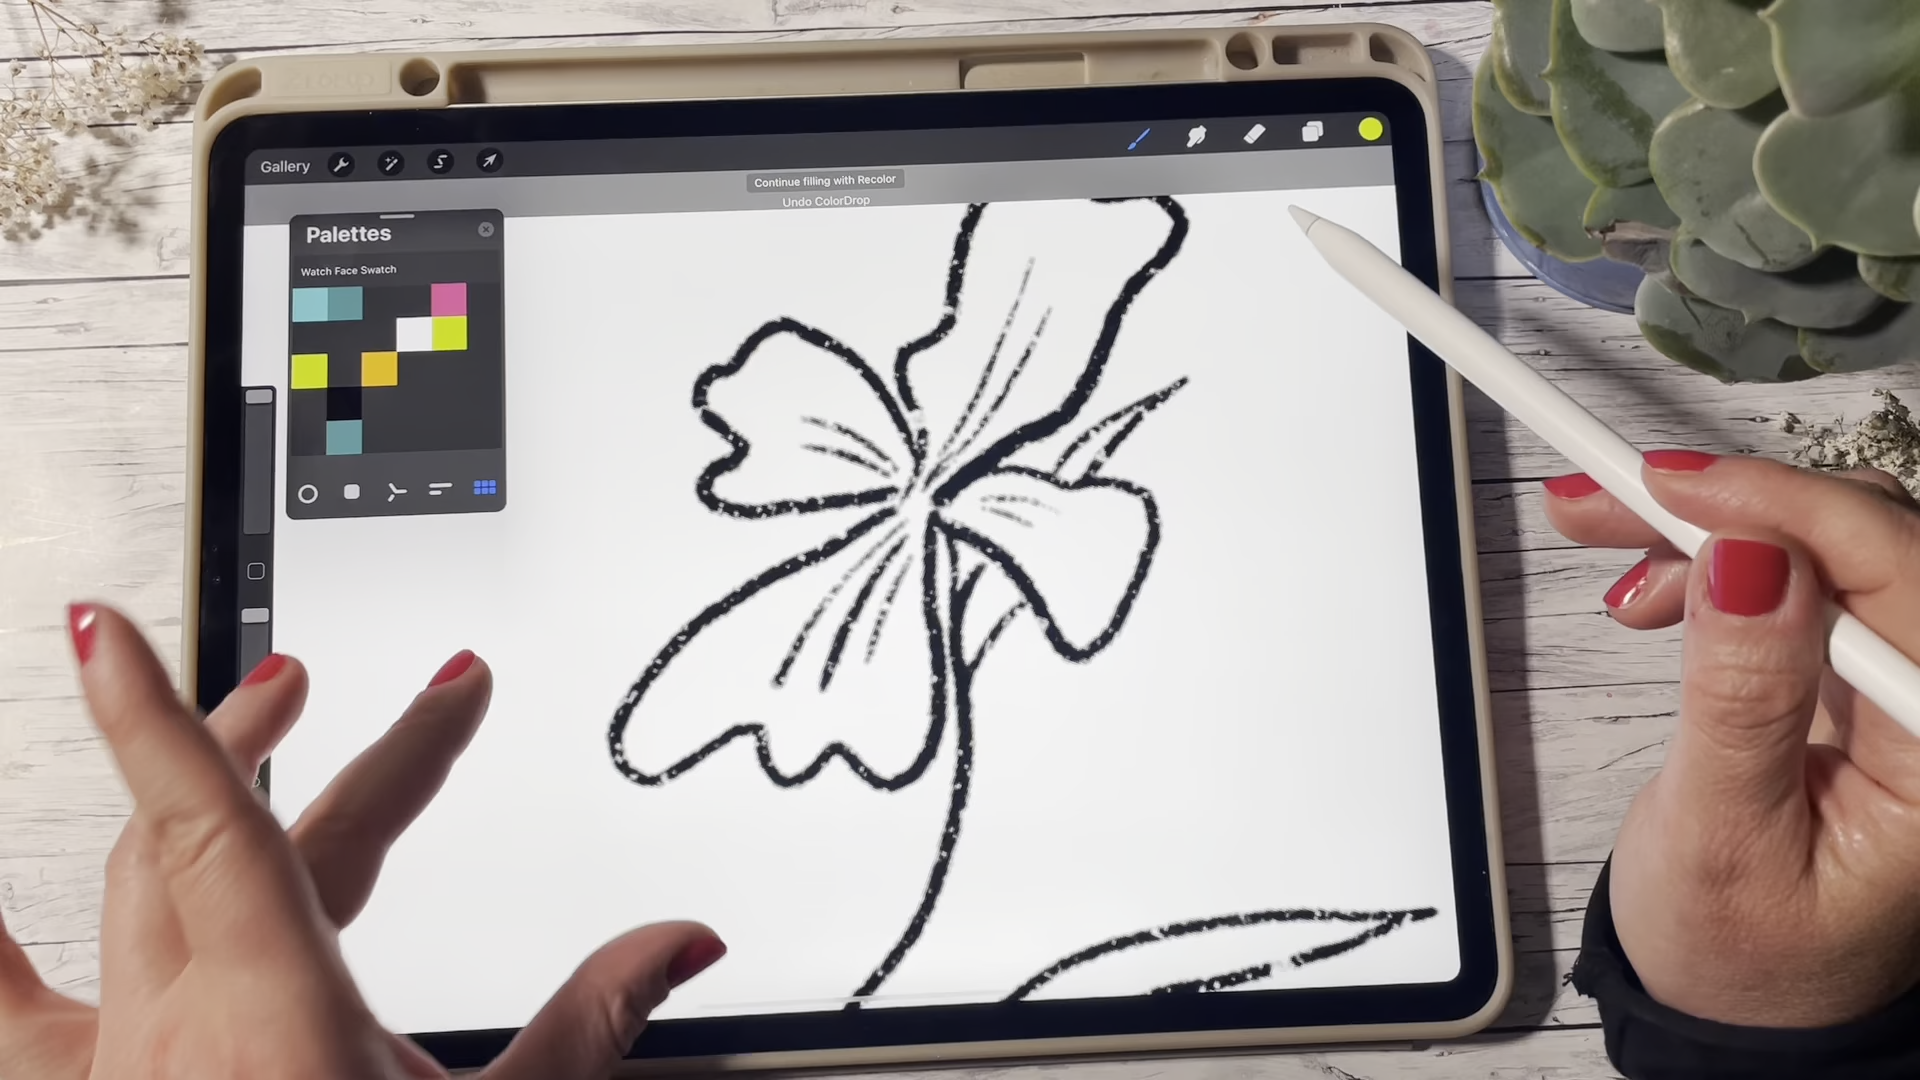 Gallery
Continue filling with Recolor
Undo ColorDrop
Palettes
Watch Face Swatch